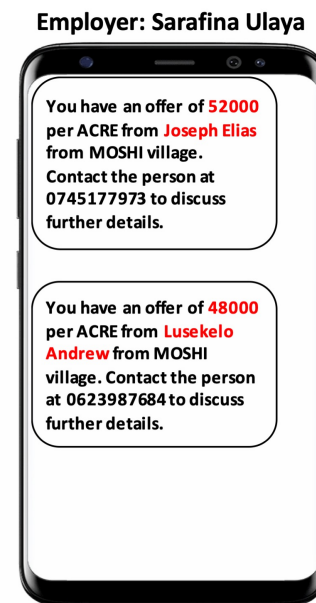 Employer: Sarafina Ulaya
You have an offer of 52000
per ACRE from Joseph Elias
from MOSHI village.
Contact the person at
0745177973 to discuss
further details.
You have an offer of 48000
per ACRE from Lusekelo
Andrew from MOSHI
village. Contact the person
at 0623987684 to discuss
further details.